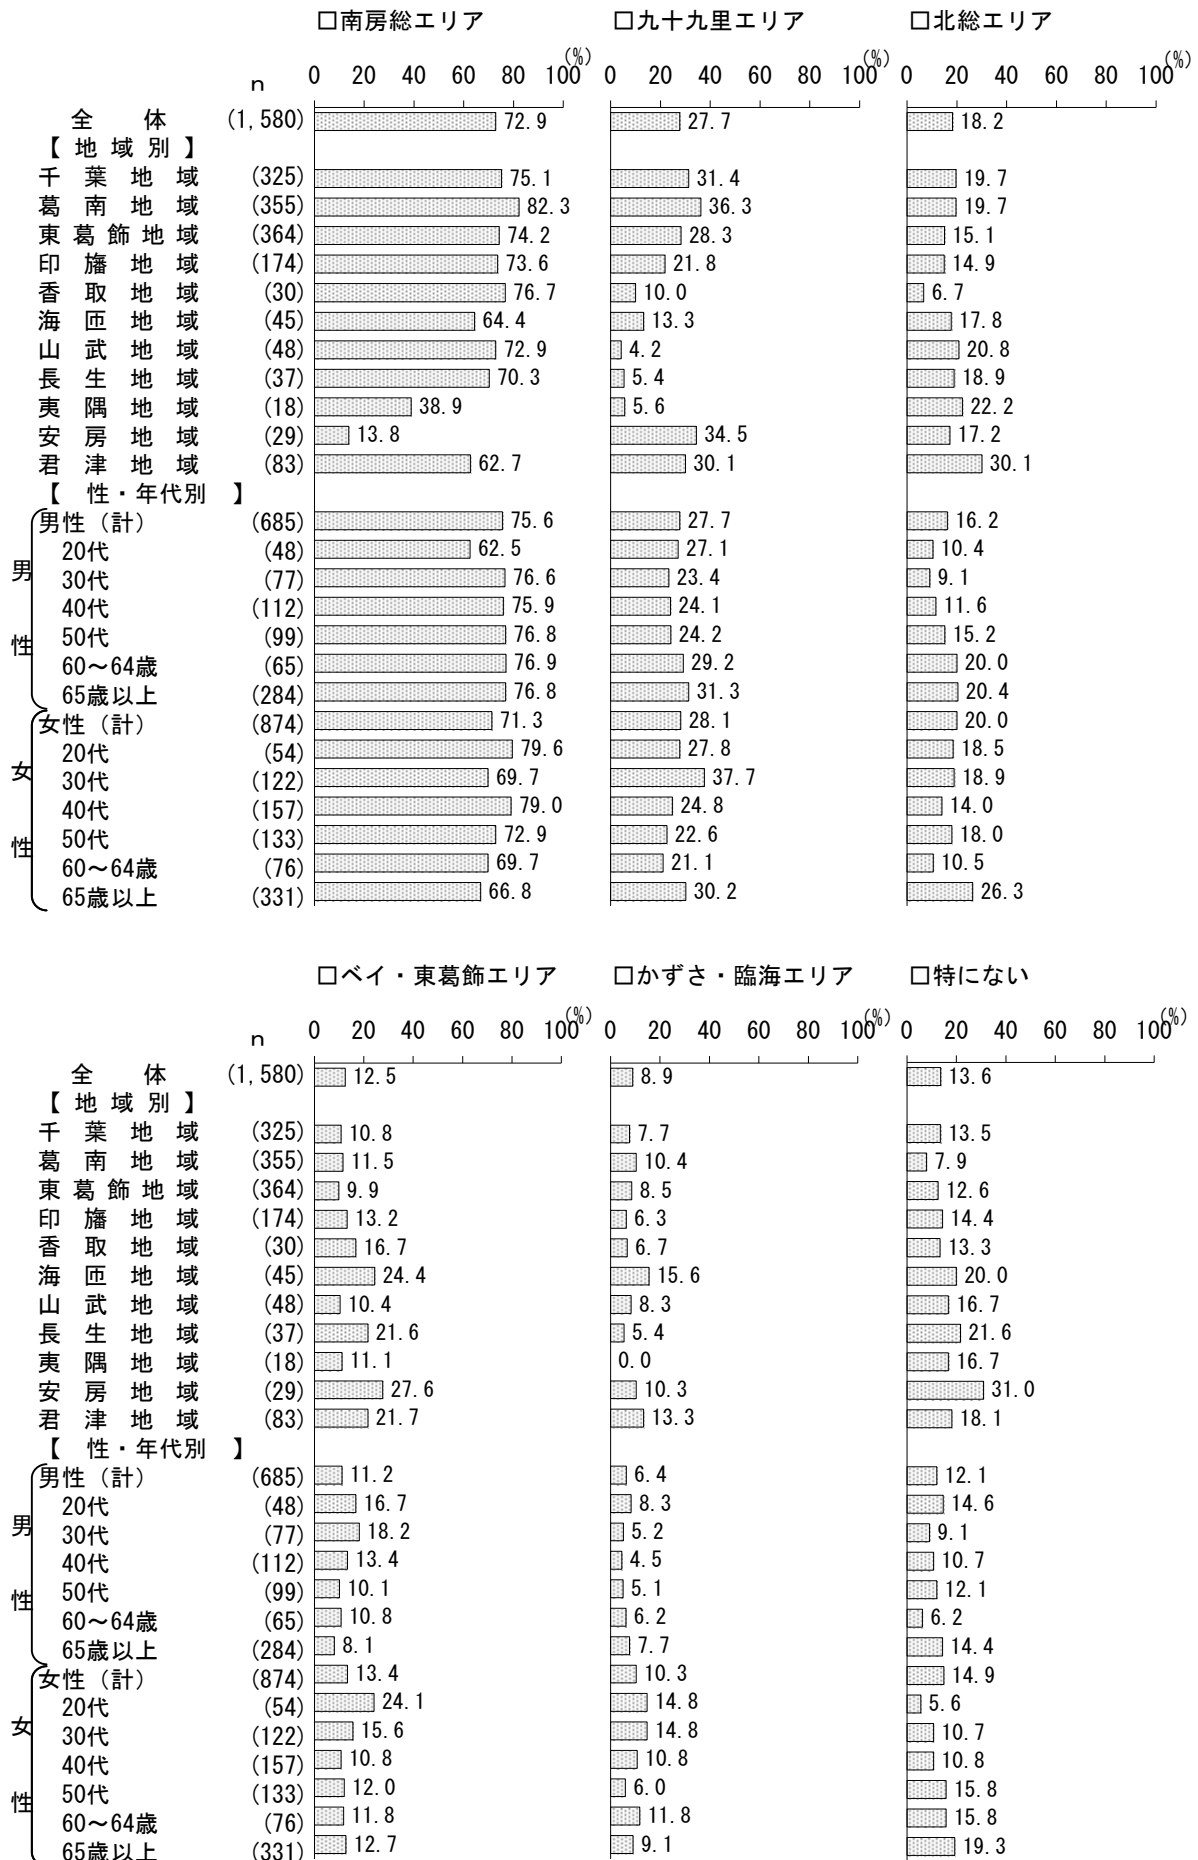 □南房総エリア □九十九里エリア □北総エリア
(%) (%) (%)
n 0 20 40 60 80 100 0 20 40 60 80 100 0 20 40 60 80 100
全体 (1,580) 72.9 27.7 18.2
【地域別】
千葉地域 (325) 75.1 31.4 19.7
葛南地域 (355) 82.3 36.3 19.7
東葛飾地域 (364) 74.2 28.3 15.1
印旛地域 (174) 73.6 21.8 14.9
香取地域 (30) 76.7 10.0 6.7
海匝地域 (45) 64.4 13.3 17.8
山武地域 (48) 72.9 4.2 20.8
長生地域 (37) 70.3 5.4 18.9
夷隅地域 (18) 38.9 5.6 22.2
安房地域 (29) 13.8 34.5 17.2
君津地域 (83) 62.7 30.1 30.1
【 性・年代別 】
男性（計） (685) 75.6 27.7 16.2
20代 (48) 62.5 27.1 10.4
男 30代 (77) 76.6 23.4 9.1
40代 (112) 75.9 24.1 11.6
性 50代 (99) 76.8 24.2 15.2
60～64歳 (65) 76.9 29.2 20.0
65歳以上 (284) 76.8 31.3 20.4
女性（計） (874) 71.3 28.1 20.0
20代 (54) 79.6 27.8 18.5
女 30代 (122) 69.7 37.7 18.9
40代 (157) 79.0 24.8 14.0
性 50代 (133) 72.9 22.6 18.0
60～64歳 (76) 69.7 21.1 10.5
65歳以上 (331) 66.8 30.2 26.3
□ベイ・東葛飾エリア □かずさ・臨海エリア □特にない
(%) (%) (%)
n 0 20 40 60 80 100 0 20 40 60 80 100 0 20 40 60 80 100
全体 (1,580) 12.5 8.9 13.6
【地域別】
千葉地域 (325) 10.8 7.7 13.5
葛南地域 (355) 11.5 10.4 7.9
東葛飾地域 (364) 9.9 8.5 12.6
印旛地域 (174) 13.2 6.3 14.4
香取地域 (30) 16.7 6.7 13.3
海匝地域 (45) 24.4 15.6 20.0
山武地域 (48) 10.4 8.3 16.7
長生地域 (37) 21.6 5.4 21.6
夷隅地域 (18) 11.1 0.0 16.7
安房地域 (29) 27.6 10.3 31.0
君津地域 (83) 21.7 13.3 18.1
【 性・年代別 】
男性（計） (685) 11.2 6.4 12.1
20代 (48) 16.7 8.3 14.6
男 30代 (77) 18.2 5.2 9.1
40代 (112) 13.4 4.5 10.7
性 50代 (99) 10.1 5.1 12.1
60～64歳 (65) 10.8 6.2 6.2
65歳以上 (284) 8.1 7.7 14.4
女性（計） (874) 13.4 10.3 14.9
20代 (54) 24.1 14.8 5.6
女 30代 (122) 15.6 14.8 10.7
40代 (157) 10.8 10.8 10.8
性 50代 (133) 12.0 6.0 15.8
60～64歳 (76) 11.8 11.8 15.8
65歳以上 (331) 12.7 9.1 19.3